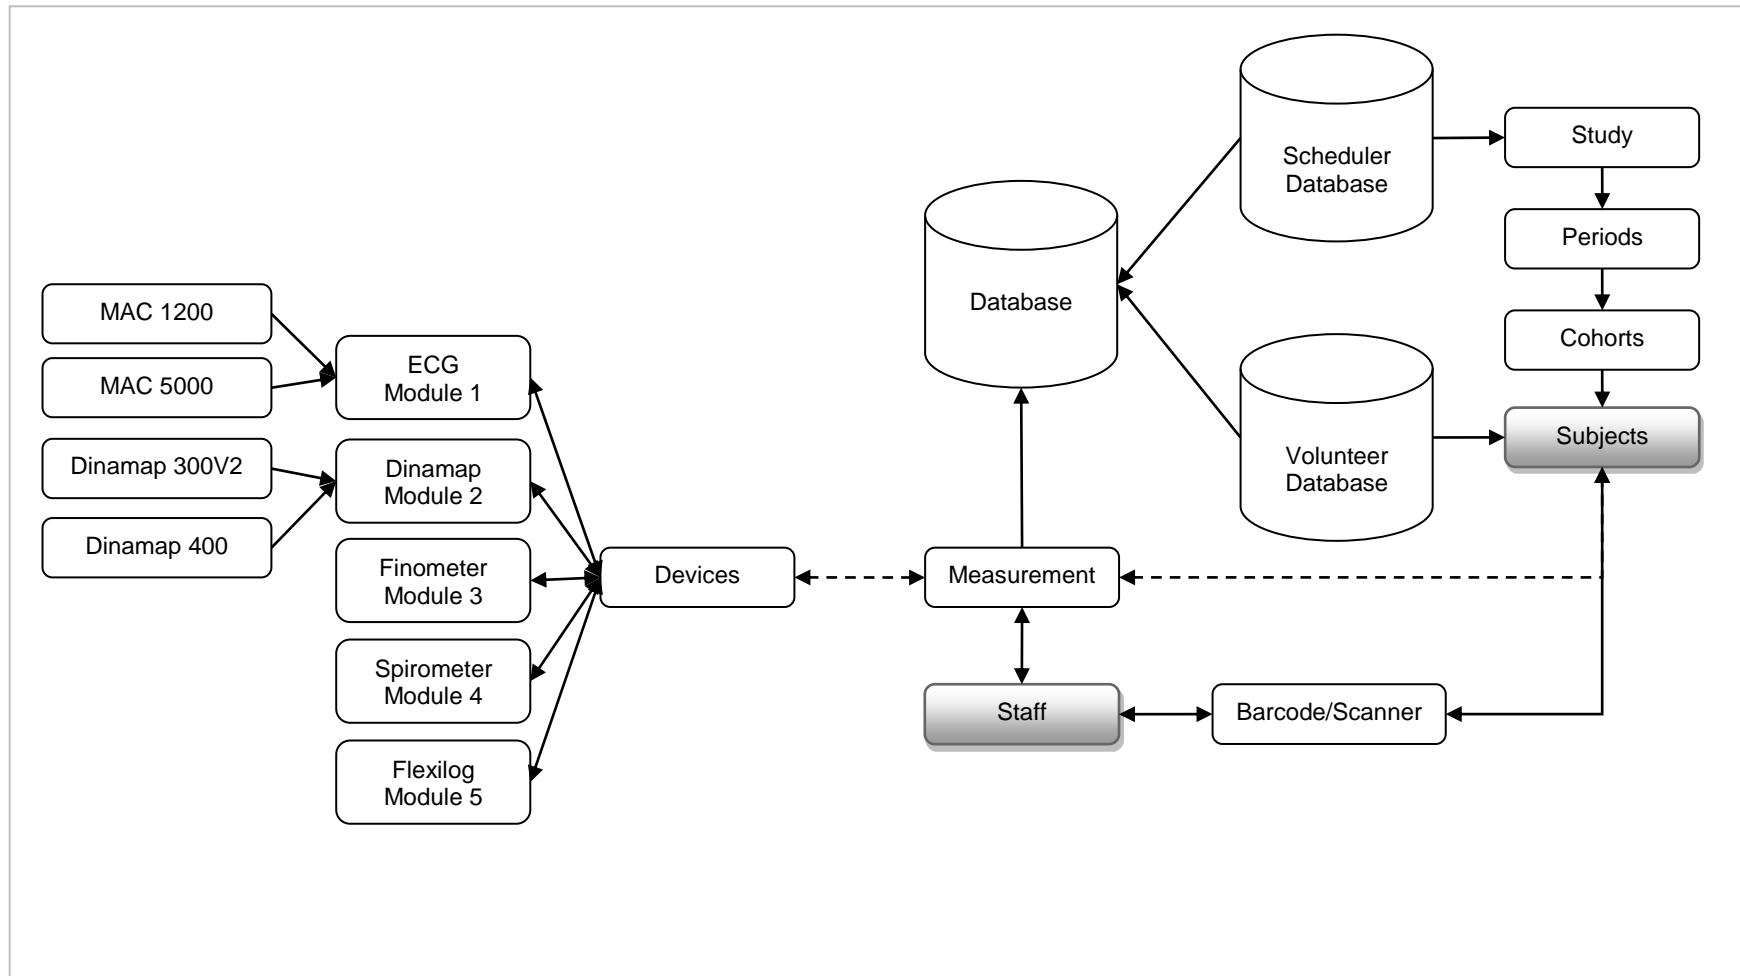 MAC 1200
MAC 5000
Dinamap 300V2
Dinamap 400
ECG
Module 1
Dinamap
Module 2
Finometer
Module 3
Spirometer
Module 4
Flexilog
Module 5
Devices
Database
Measurement
Staff
Scheduler
Database
Volunteer
Database
Barcode/Scanner
Study
Periods
Cohorts
Subjects